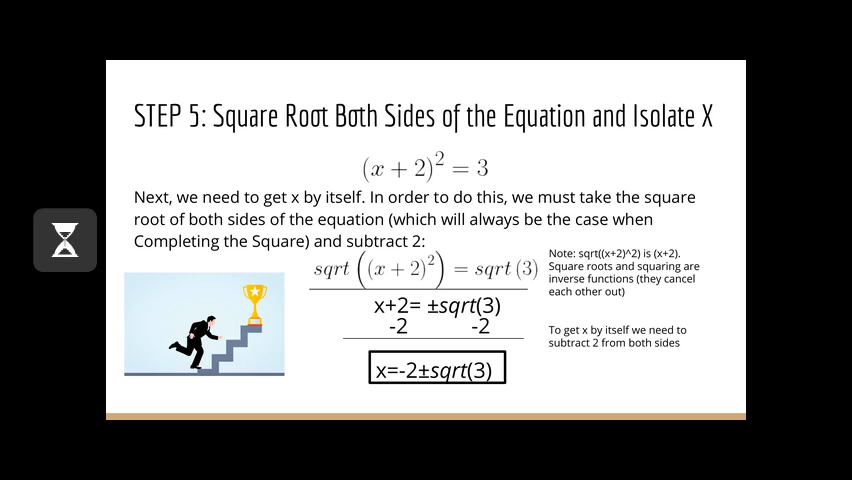 STEP 5: Square Root Both Sides of the Equation and Isolate X
(x + 2)² = 3
Next, we need to get x by itself. In order to do this, we must take the square
root of both sides of the equation (which will always be the case when
Completing the Square) and subtract 2:
sqrt ((x + 2)²) = sqrt (3)
x+2= ±sqrt(3)
-2 -2
x=-2±sqrt(3)
Note: sqrt((x+2)^2) is (x+2).
Square roots and squaring are
inverse functions (they cancel
each other out)
To get x by itself we need to
subtract 2 from both sides